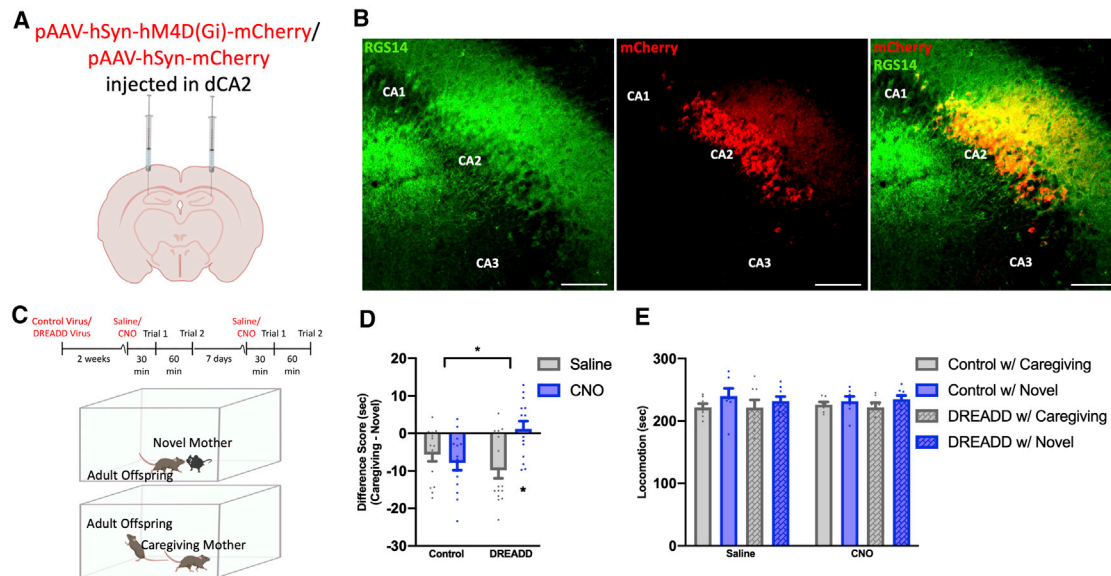 A
pAAV-hSyn-hM4D(Gi)-mCherry/
pAAV-hSyn-mCherry
injected in dCA2
B
RGS14
CA1
CA2
CA3
mCherry
CA1
CA2
CA3
mCherry
RGS14
CA1
CA2
CA3
C
Control Virus/
DREADD Virus
Saline/
CNO
Trial 1
Trial 2
Saline/
CNO
Trial 1
Trial 2
2 weeks
30
min
60
min
7 days
30
min
60
min
Novel Mother
Adult Offspring
Adult Offspring
Caregiving Mother
D
Difference Score (sec)
(Caregiving - Novel)
20
10
0
-10
-20
-30
*
*
Saline
CNO
Control
DREADD
E
Locomotion (sec)
300
200
100
0
Saline
CNO
Control w/ Caregiving
Control w/ Novel
DREADD w/ Caregiving
DREADD w/ Novel